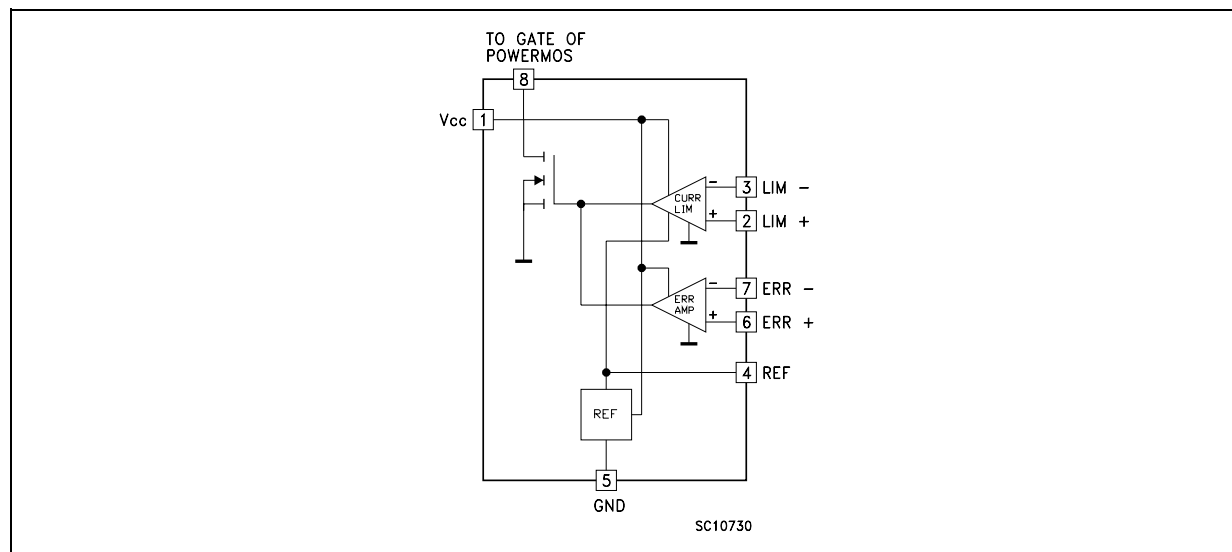 TO GATE OF
POWERMOS
8
Vcc 1
- 3 LIM -
CURR
LIM
+ 2 LIM +
- 7 ERR -
ERR
AMP
+ 6 ERR +
4 REF
REF
5
GND
SC10730